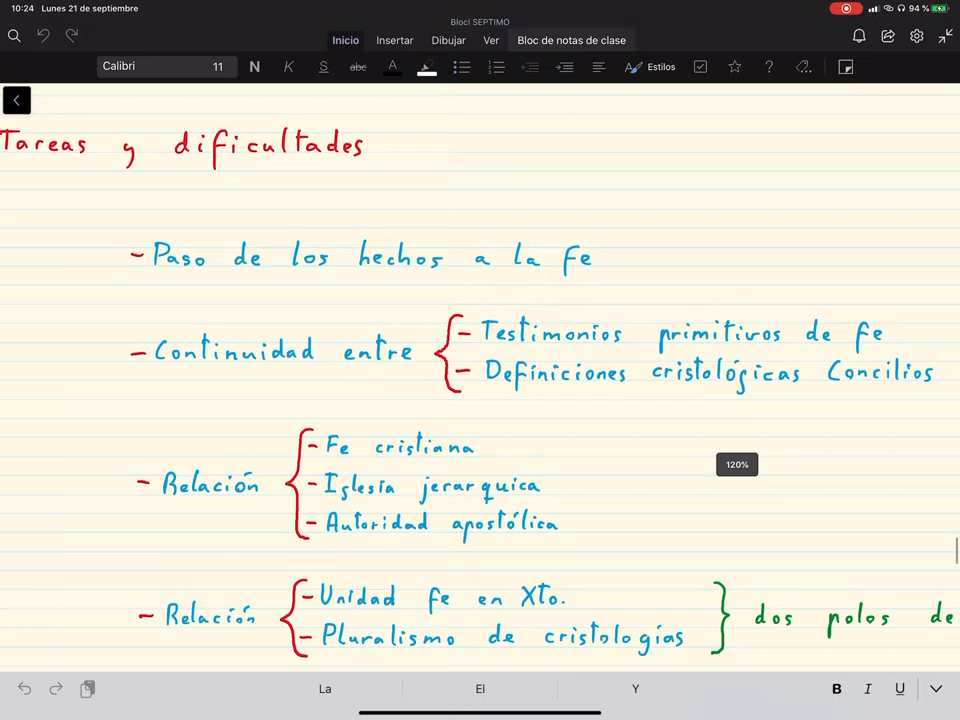 10:24 Lunes 21 de septiembre 94 %
Blocl SEPTIMO
Inicio Insertar Dibujar Ver Bloc de notas de clase
Calibri 11 N K S abc A Estilos ?
Tareas y dificultades
- Paso de los hechos a la fe
- Continuidad entre
- Testimonios primitivos de fe
- Definiciones cristológicas Concilios
120%
- Relación
- Fe cristiana
- Iglesia jerarquica
- Autoridad apostólica
- Relación
- Unidad fe en Xto.
- Pluralismo de cristologías
dos polos de
La El Y B I U